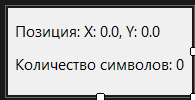 Позиция: X: 0.0, Y: 0.0
Количество символов: 0